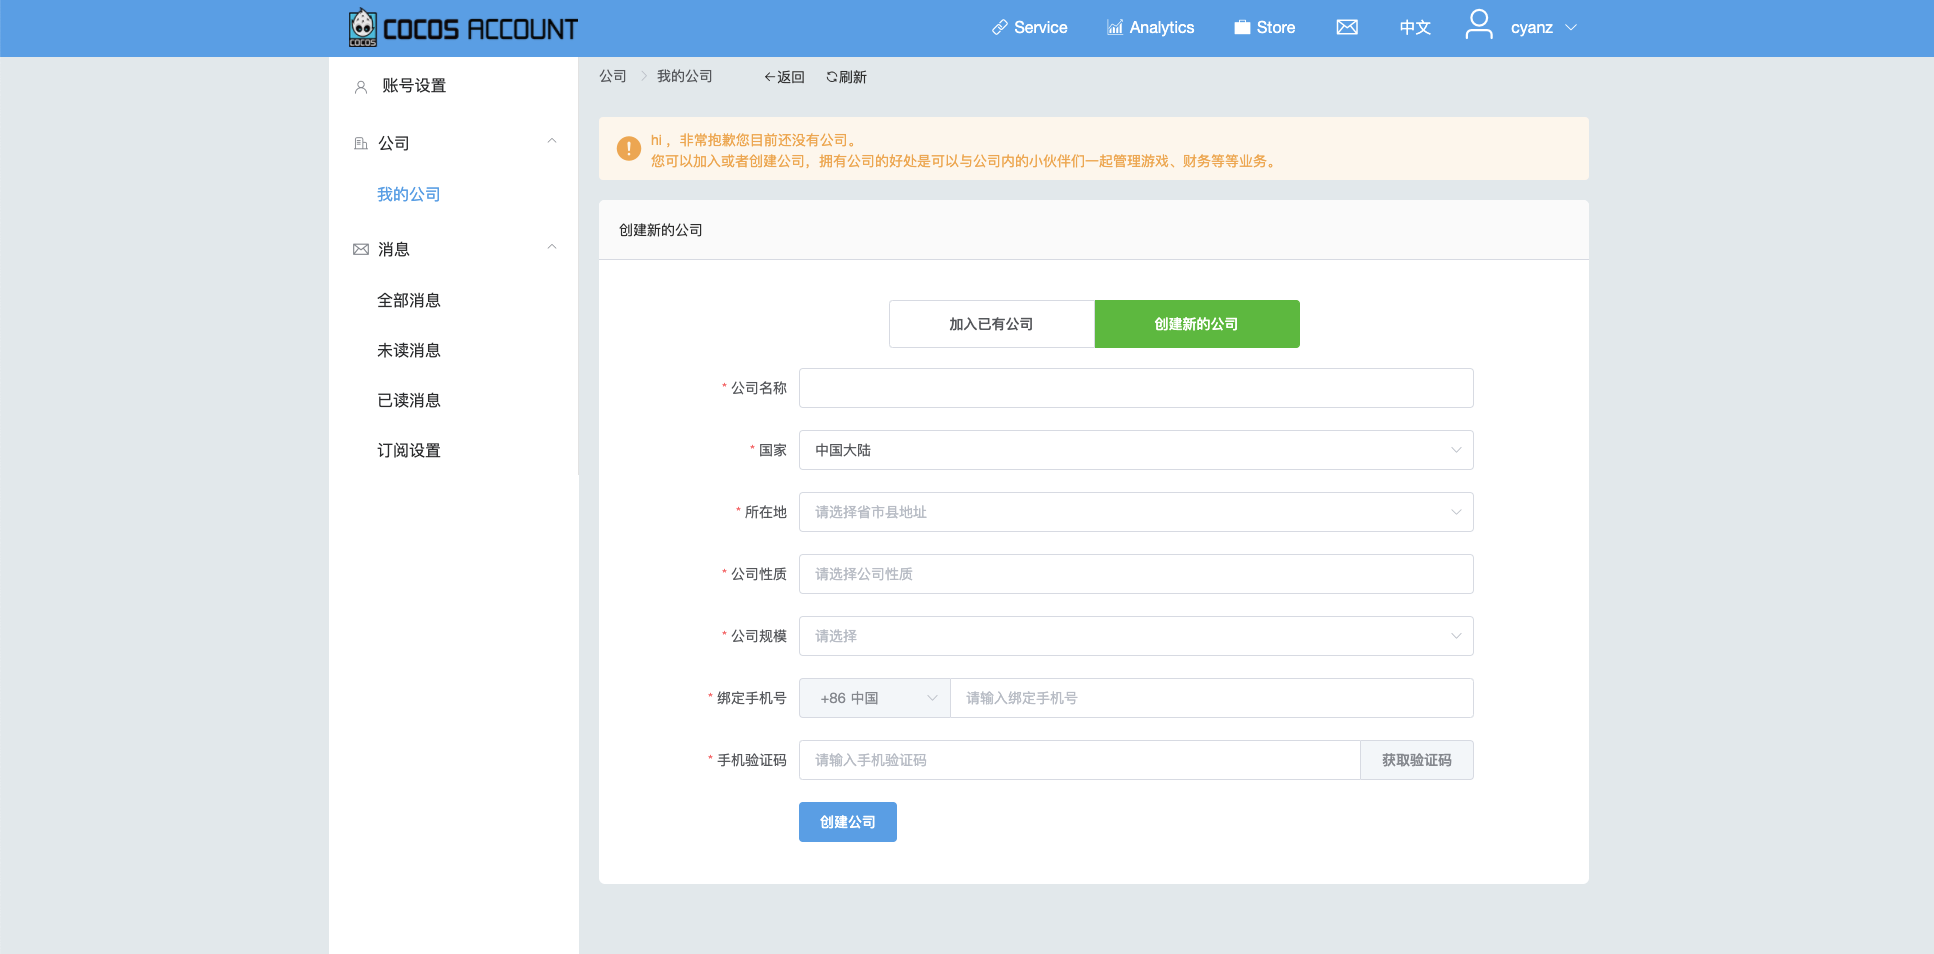 COCOS
COCOS ACCOUNT
Service
Analytics
Store
中文
cyanz
账号设置
公司
我的公司
消息
全部消息
未读消息
已读消息
订阅设置
公司
我的公司
返回
刷新
hi ，非常抱歉您目前还没有公司。
您可以加入或者创建公司，拥有公司的好处是可以与公司内的小伙伴们一起管理游戏、财务等等业务。
创建新的公司
加入已有公司
创建新的公司
* 公司名称
* 国家
中国大陆
* 所在地
请选择省市县地址
* 公司性质
请选择公司性质
* 公司规模
请选择
* 绑定手机号
+86 中国
请输入绑定手机号
* 手机验证码
请输入手机验证码
获取验证码
创建公司